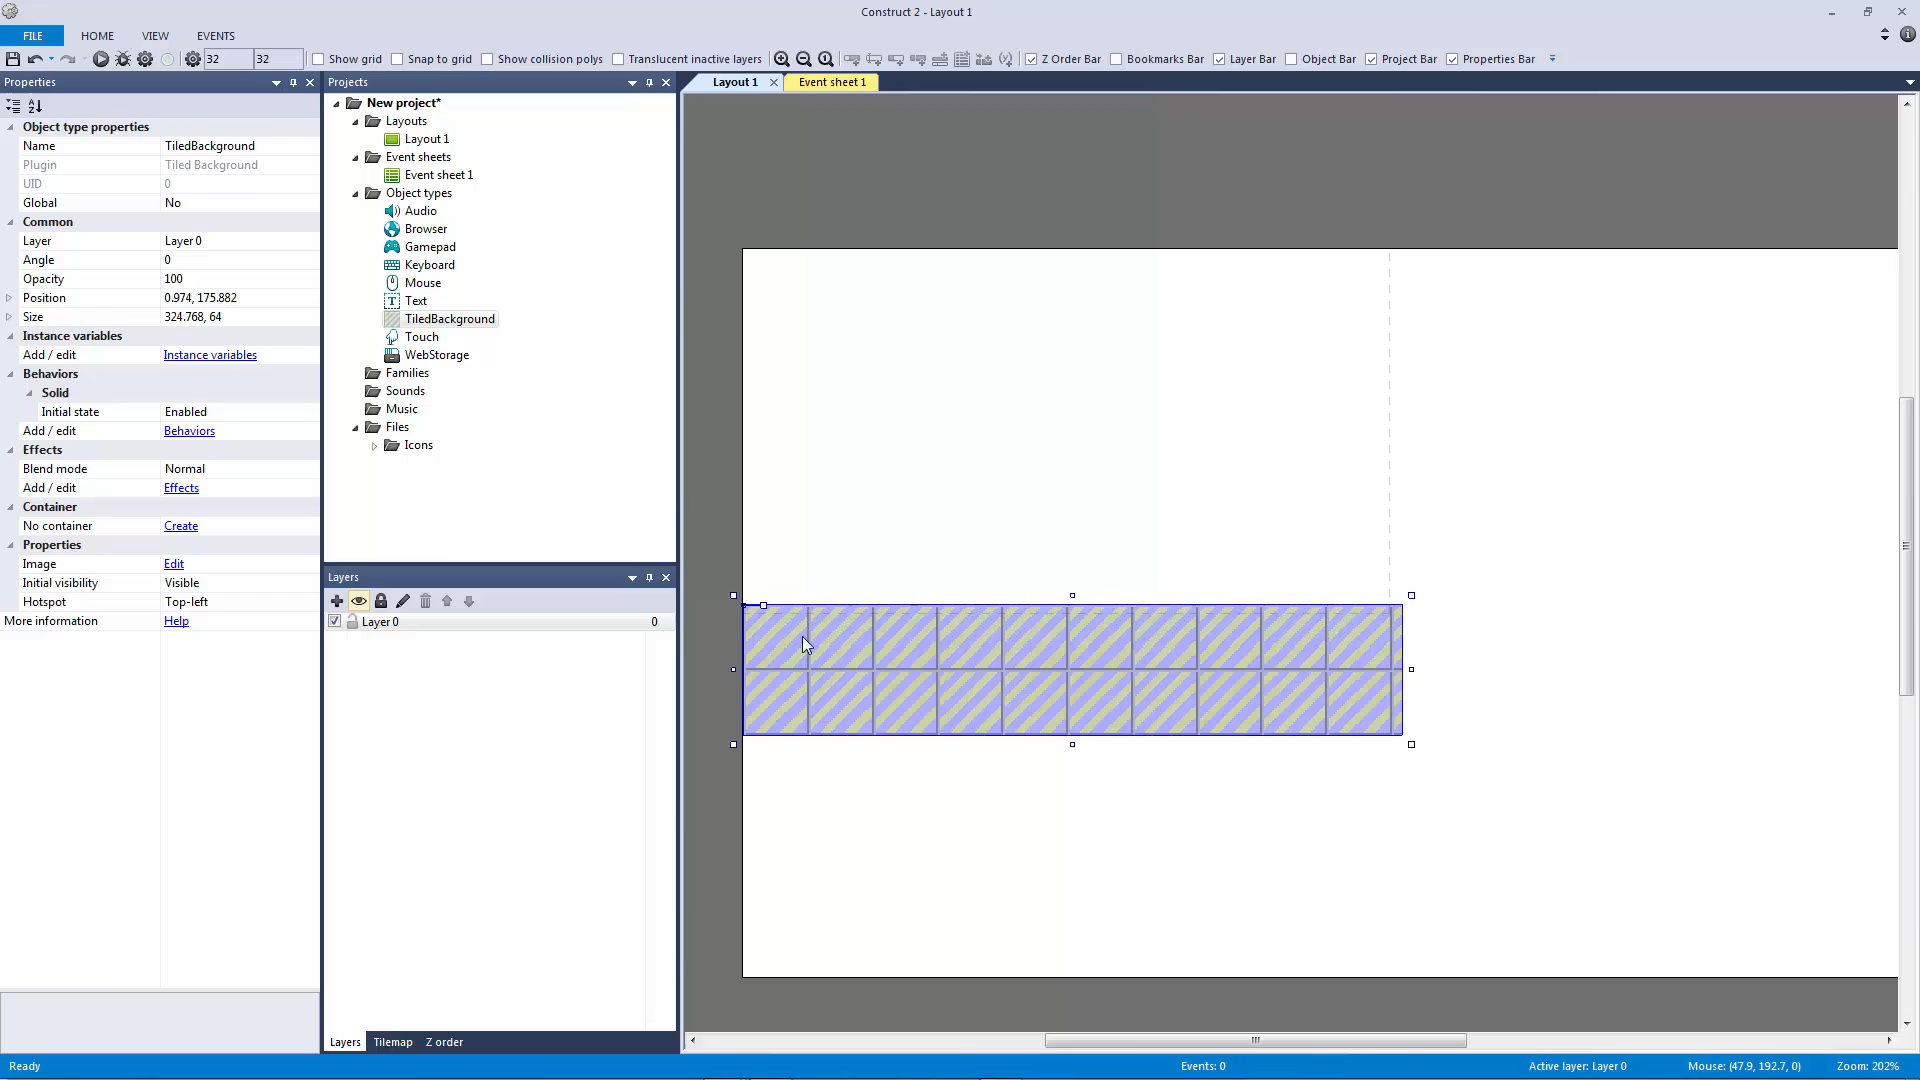 Construct 2 - Layout 1
FILE HOME VIEW EVENTS
32 32 Show grid Snap to grid Show collision polys Translucent inactive layers Z Order Bar Bookmarks Bar Layer Bar Object Bar Project Bar Properties Bar
Properties
Object type properties
Name TiledBackground
Plugin Tiled Background
UID 0
Global No
Common
Layer Layer 0
Angle 0
Opacity 100
Position 0.974, 175.882
Size 324.768, 64
Instance variables
Add / edit Instance variables
Behaviors
Solid
Initial state Enabled
Add / edit Behaviors
Effects
Blend mode Normal
Add / edit Effects
Container
No container Create
Properties
Image Edit
Initial visibility Visible
Hotspot Top-left
More information Help
Projects
New project*
Layouts
Layout 1
Event sheets
Event sheet 1
Object types
Audio
Browser
Gamepad
Keyboard
Mouse
Text
TiledBackground
Touch
WebStorage
Families
Sounds
Music
Files
Icons
Layers
Layer 0 0
Layers Tilemap Z order
Layout 1 Event sheet 1
Ready Events: 0 Active layer: Layer 0 Mouse: (47.9, 192.7, 0) Zoom: 202%